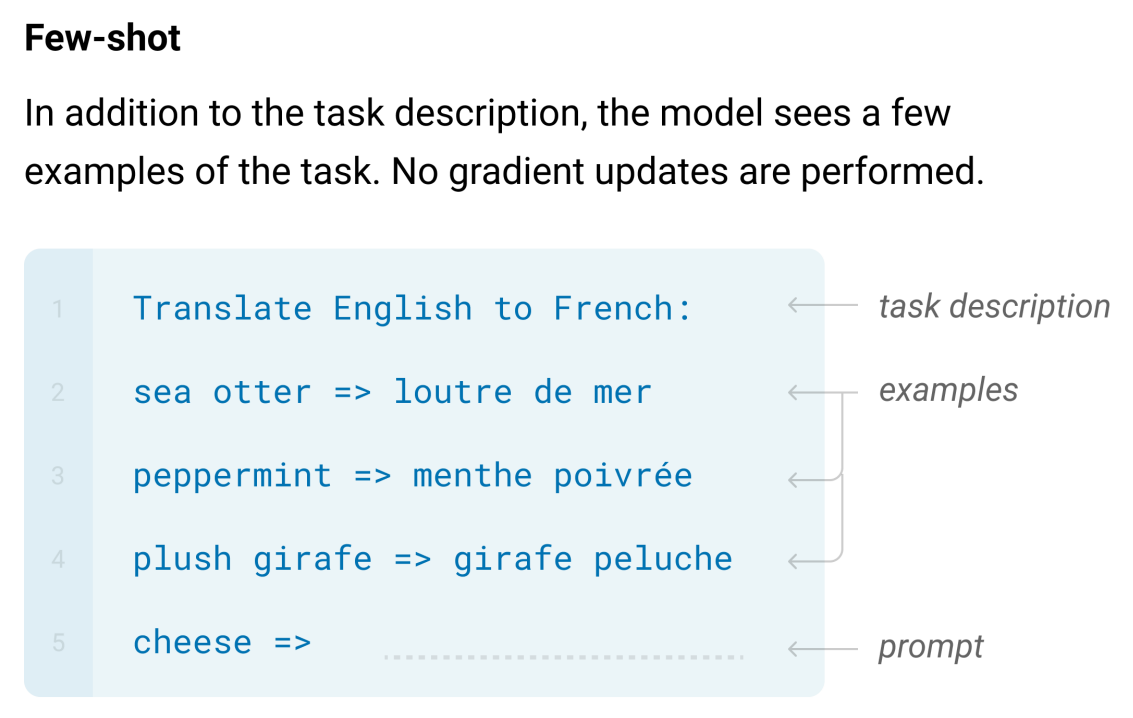 Few-shot
In addition to the task description, the model sees a few
examples of the task. No gradient updates are performed.
1 Translate English to French: task description
2 sea otter => loutre de mer examples
3 peppermint => menthe poivrée
4 plush girafe => girafe peluche
5 cheese => prompt